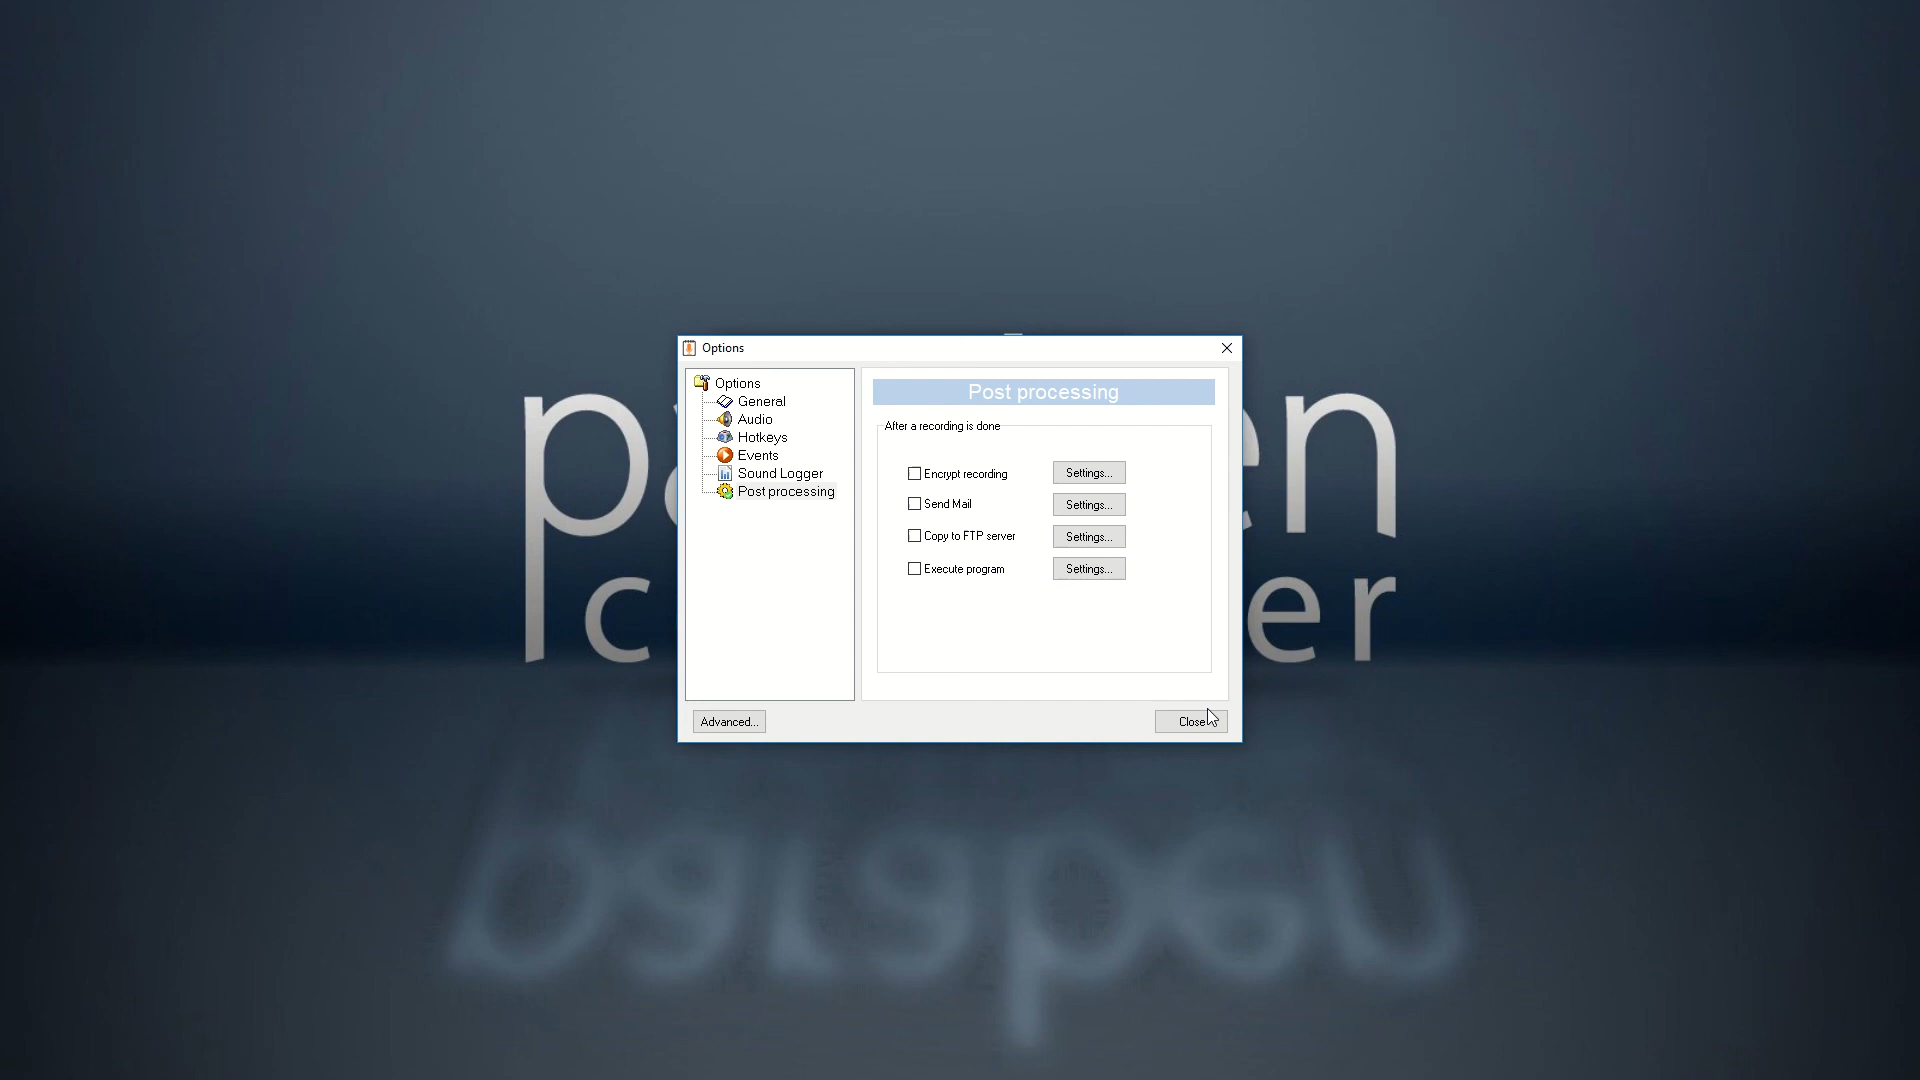 Options
Options
General
Audio
Hotkeys
Events
Sound Logger
Post processing
Post processing
After a recording is done
Encrypt recording
Settings...
Send Mail
Settings...
Copy to FTP server
Settings...
Execute program
Settings...
Advanced...
Close